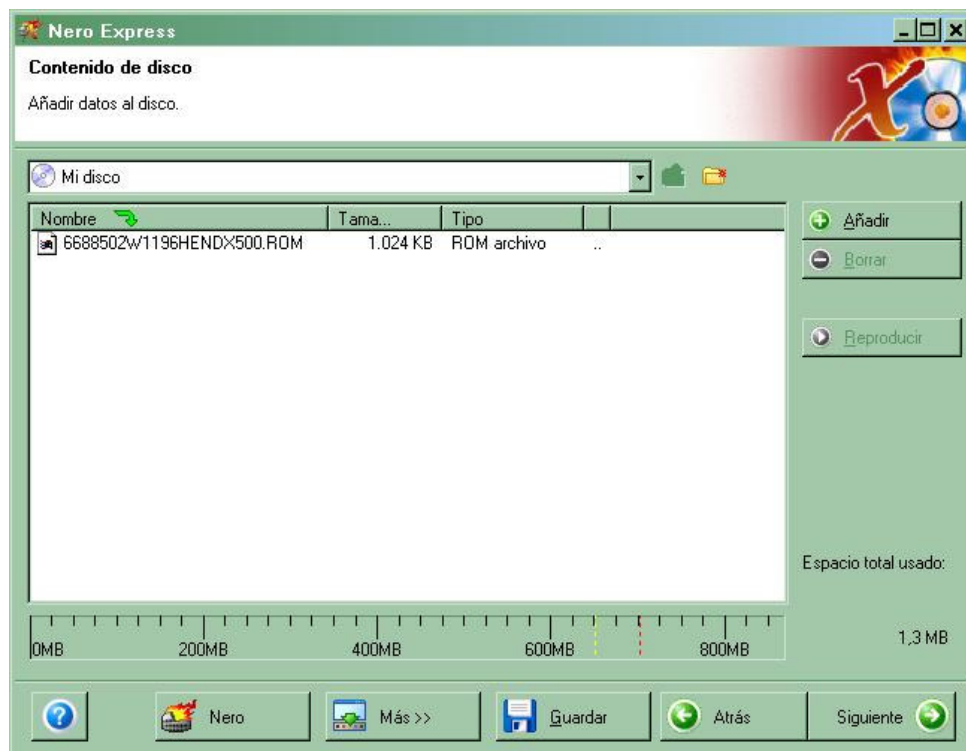 Nero Express
Contenido de disco
Añadir datos al disco.
Mi disco
Nombre Tama... Tipo
6688502W1196HENDX500.ROM 1.024 KB ROM archivo ..
Añadir
Borrar
Reproducir
Espacio total usado:
0MB 200MB 400MB 600MB 800MB
1,3 MB
Nero Más >> Guardar Atrás Siguiente